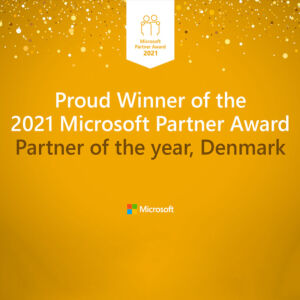 Microsoft
Partner Award
2021
Proud Winner of the
2021 Microsoft Partner Award
Partner of the year, Denmark
Microsoft